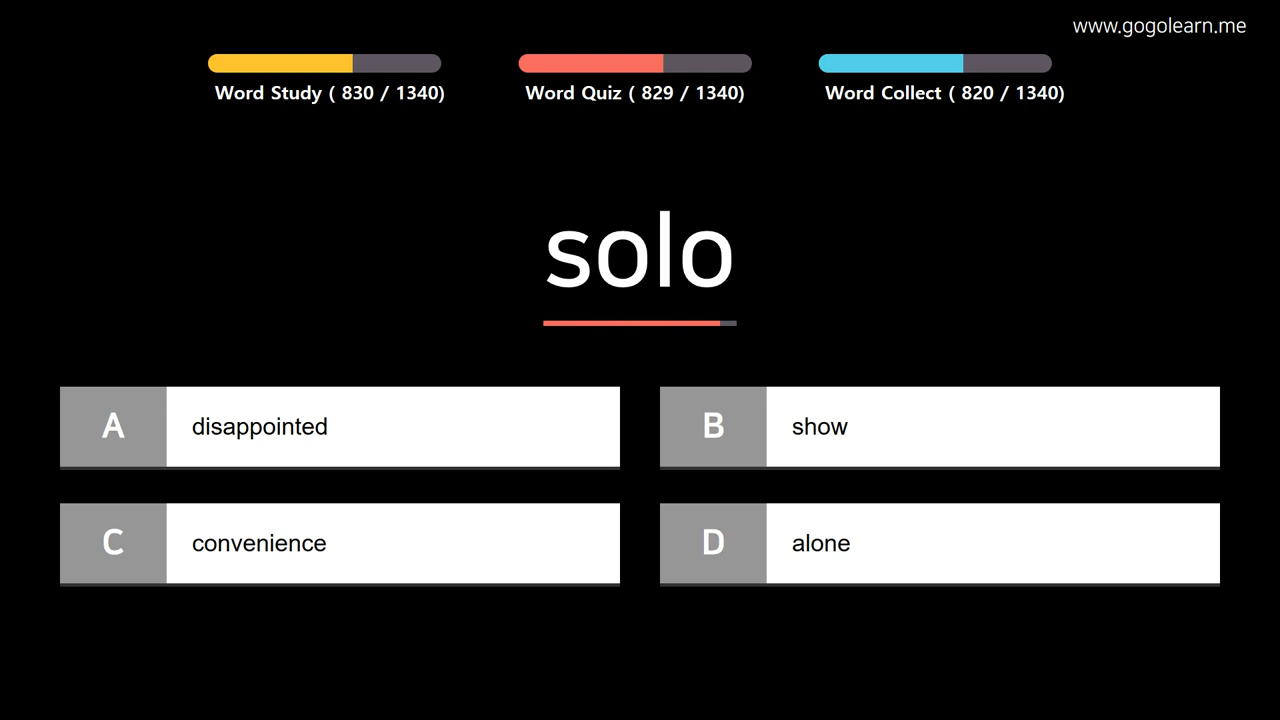 www.gogolearn.me
Word Study ( 830 / 1340)
Word Quiz ( 829 / 1340)
Word Collect ( 820 / 1340)
solo
A disappointed
B show
C convenience
D alone